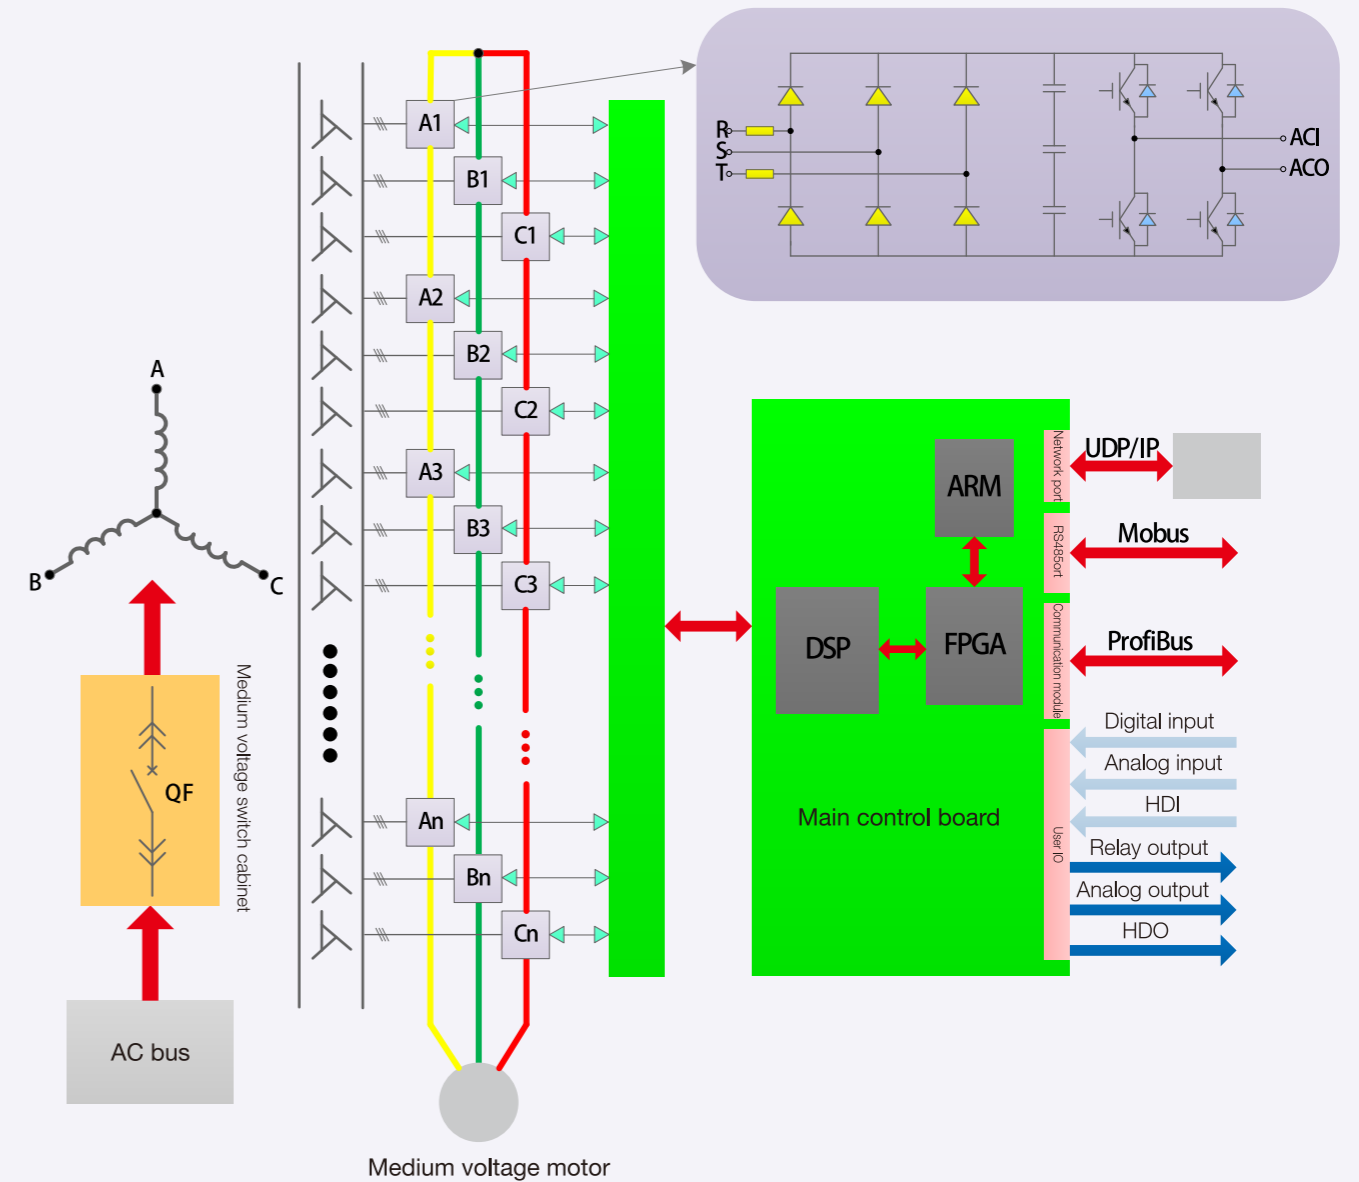 A
B
C
Medium voltage switch cabinet
QF
AC bus
A1
B1
C1
A2
B2
C2
A3
B3
C3
An
Bn
Cn
Medium voltage motor
R
S
T
ACI
ACO
ARM
DSP
FPGA
Main control board
Network port
RS485ort
Communication module
User IO
UDP/IP
Mobus
ProfiBus
Digital input
Analog input
HDI
Relay output
Analog output
HDO